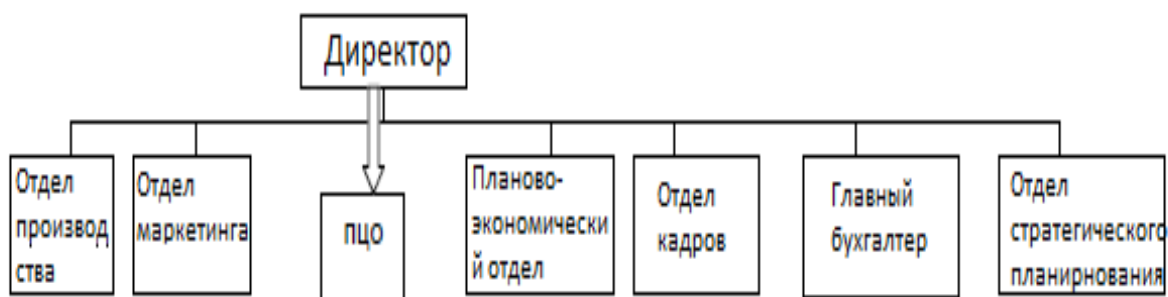 Директор
Отдел
производ
ства
Отдел
маркетинга
пцо
Планово-
экономически
й отдел
Отдел
кадров
Главный
бухгалтер
Отдел
стратегического
планирнования